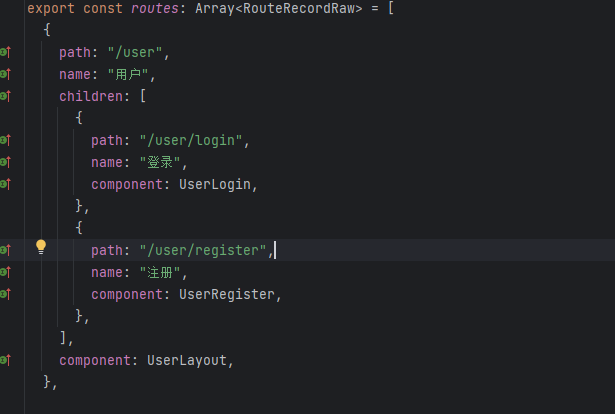 export const routes: Array<RouteRecordRaw> = [
{
path: "/user",
name: "用户",
children: [
{
path: "/user/login",
name: "登录",
component: UserLogin,
},
{
path: "/user/register",
name: "注册",
component: UserRegister,
},
],
component: UserLayout,
},